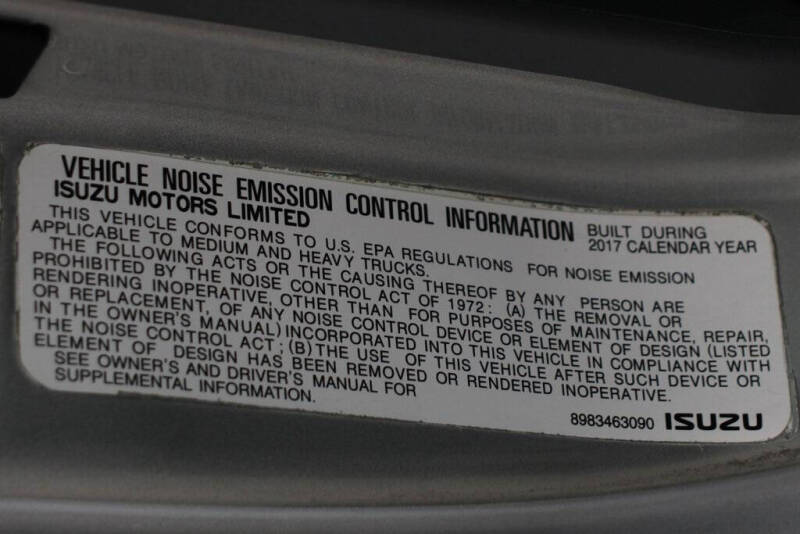 VEHICLE NOISE EMISSION CONTROL INFORMATION
ISUZU MOTORS LIMITED
BUILT DURING
2017 CALENDAR YEAR
THIS VEHICLE CONFORMS TO U.S. EPA REGULATIONS FOR NOISE EMISSION
APPLICABLE TO MEDIUM AND HEAVY TRUCKS.
THE FOLLOWING ACTS OR THE CAUSING THEREOF BY ANY PERSON ARE
PROHIBITED BY THE NOISE CONTROL ACT OF 1972: (A) THE REMOVAL OR
RENDERING INOPERATIVE, OTHER THAN FOR PURPOSES OF MAINTENANCE, REPAIR,
OR REPLACEMENT, OF ANY NOISE CONTROL DEVICE OR ELEMENT OF DESIGN (LISTED
IN THE OWNER'S MANUAL) INCORPORATED INTO THIS VEHICLE IN COMPLIANCE WITH
THE NOISE CONTROL ACT; (B) THE USE OF THIS VEHICLE AFTER SUCH DEVICE OR
ELEMENT OF DESIGN HAS BEEN REMOVED OR RENDERED INOPERATIVE.
SEE OWNER'S AND DRIVER'S MANUAL FOR
SUPPLEMENTAL INFORMATION.
8983463090 ISUZU